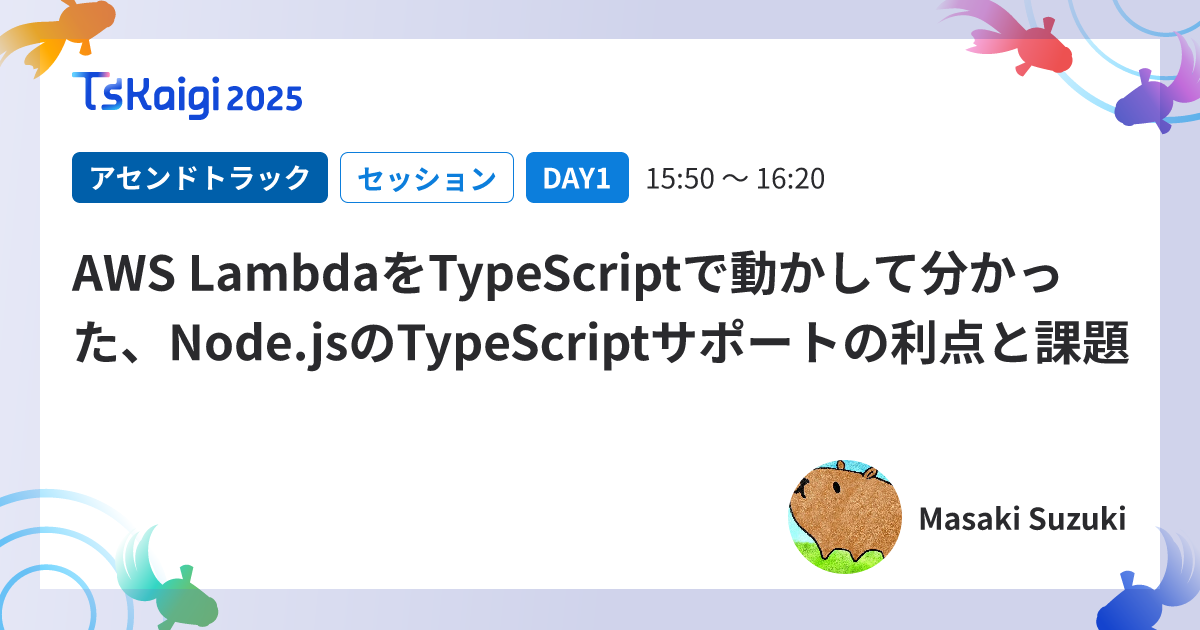 TSKaigi 2025
アセンドトラック セッション DAY1 15:50 〜 16:20
AWS LambdaをTypeScriptで動かして分かっ
た、Node.jsのTypeScriptサポートの利点と課題
Masaki Suzuki